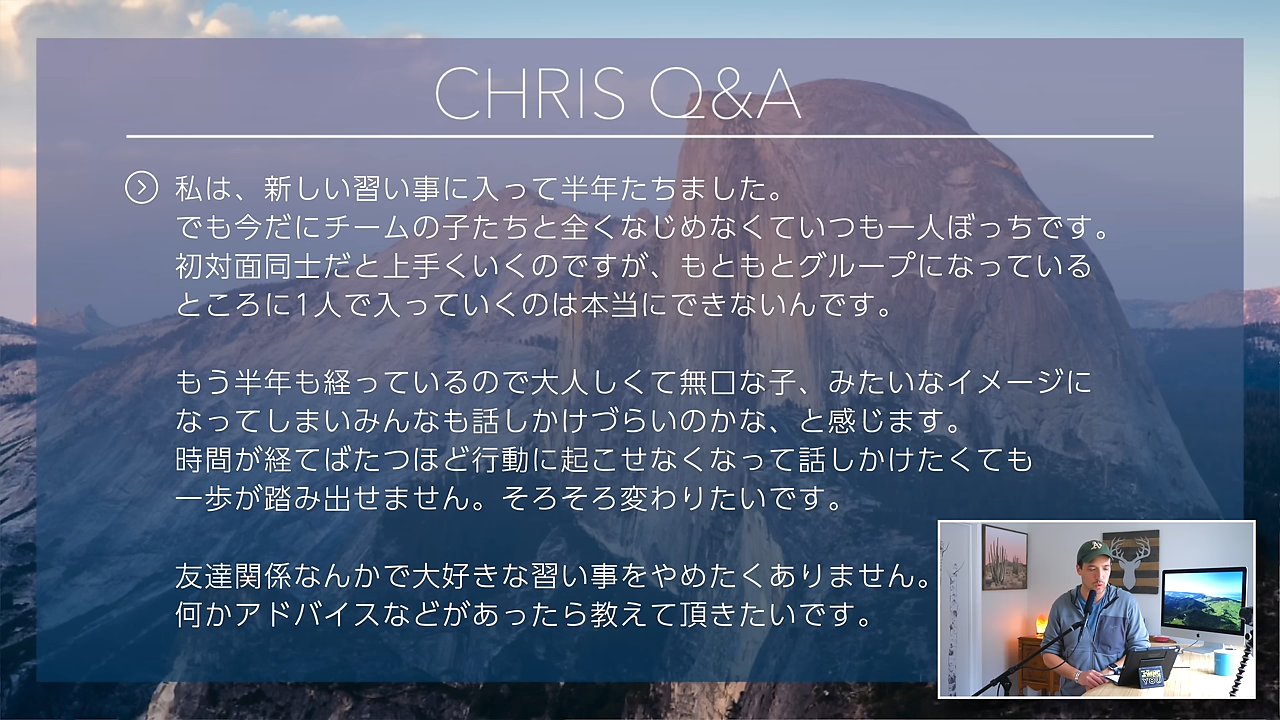 CHRIS Q&A
私は、新しい習い事に入って半年たちました。
でも今だにチームの子たちと全くなじめなくていつも一人ぼっちです。
初対面同士だと上手くいくのですが、もともとグループになっている
ところに1人で入っていくのは本当にできないんです。
もう半年も経っているので大人しくて無口な子、みたいなイメージに
なってしまいみんなも話しかけづらいのかな、と感じます。
時間が経てばたつほど行動に起こせなくなって話しかけたくても
一歩が踏み出せません。そろそろ変わりたいです。
友達関係なんかで大好きな習い事をやめたくありません。
何かアドバイスなどがあったら教えて頂きたいです。